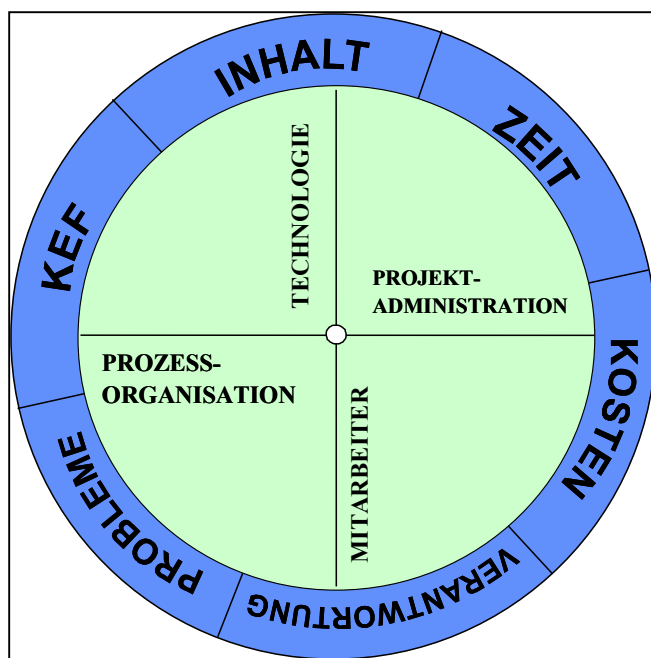 INHALT
ZEIT
KOSTEN
VERANTWORTUNG
PROBLEME
KEF
TECHNOLOGIE
PROJEKT-
ADMINISTRATION
PROZESS-
ORGANISATION
MITARBEITER